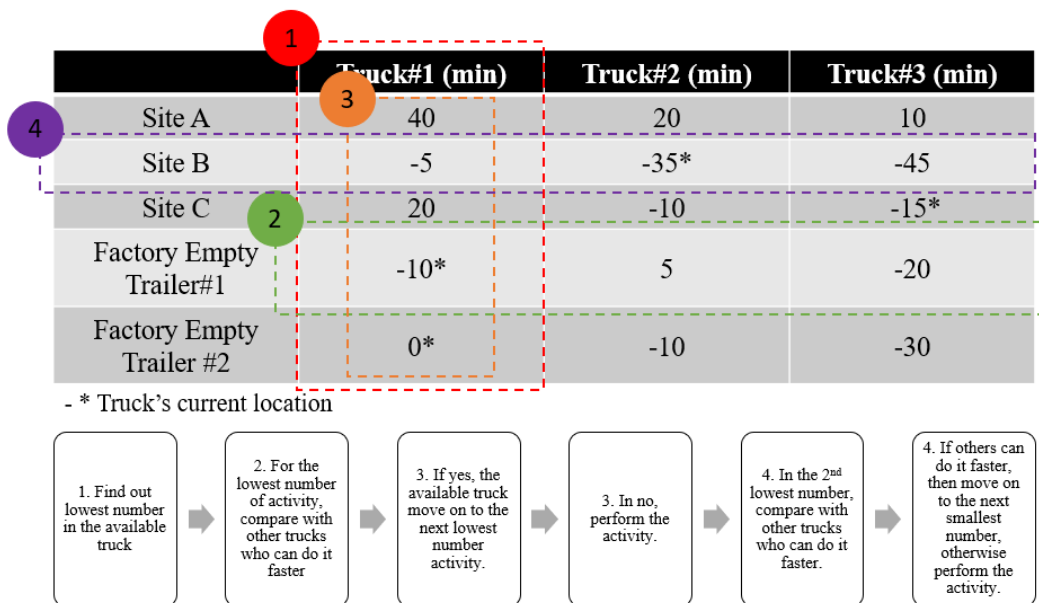 1
Truck#1 (min) Truck#2 (min) Truck#3 (min)
3
Site A 40 20 10
4
Site B -5 -35* -45
2
Site C 20 -10 -15*
Factory Empty
Trailer#1 -10* 5 -20
Factory Empty
Trailer #2 0* -10 -30
- * Truck's current location
1. Find out
lowest number
in the available
truck
2. For the
lowest number
of activity,
compare with
other trucks
who can do it
faster
3. If yes, the
available truck
move on to the
next lowest
number
activity.
3. In no,
perform the
activity.
4. In the 2nd
lowest number,
compare with
other trucks
who can do it
faster.
4. If others can
do it faster,
then move on
to the next
smallest
number,
otherwise
perform the
activity.